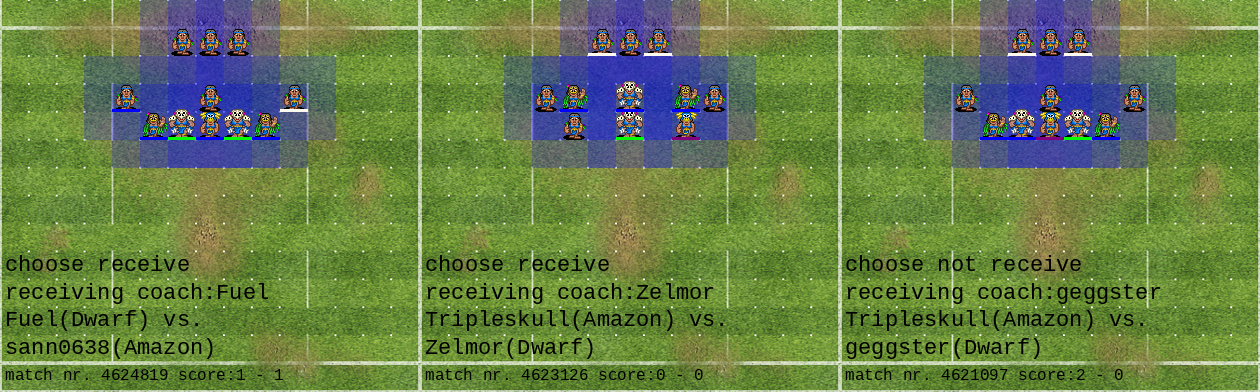 choose receive
receiving coach:Fuel
Fuel(Dwarf) vs.
sann0638(Amazon)
match nr. 4624819 score:1 - 1
choose receive
receiving coach:Zelmor
Tripleskull(Amazon) vs.
Zelmor(Dwarf)
match nr. 4623126 score:0 - 0
choose not receive
receiving coach:geggster
Tripleskull(Amazon) vs.
geggster(Dwarf)
match nr. 4621097 score:2 - 0